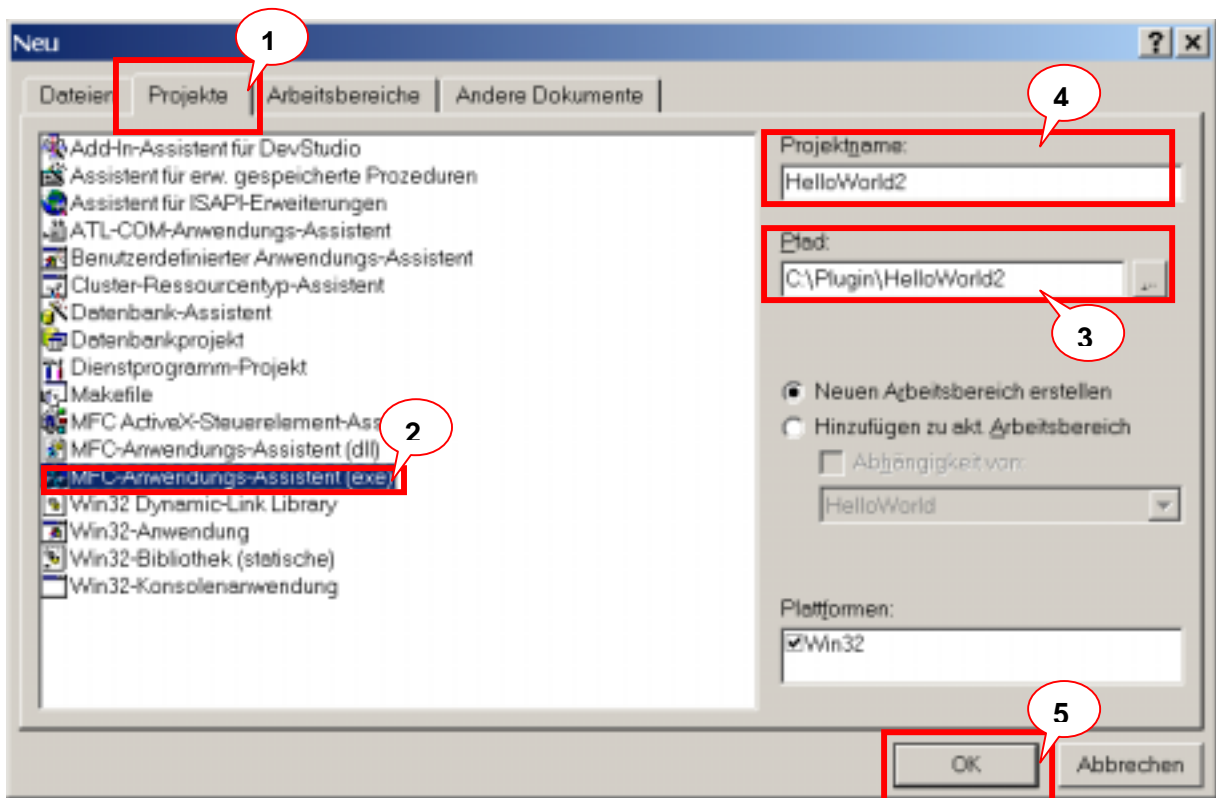 Neu
1
Dateien Projekte Arbeitsbereiche Andere Dokumente
4
Add-In-Assistent für DevStudio
Assistent für erw. gespeicherte Prozeduren
Assistent für ISAPI-Erweiterungen
ATL-COM-Anwendungs-Assistent
Benutzerdefinierter Anwendungs-Assistent
Cluster-Ressourcentyp-Assistent
Datenbank-Assistent
Datenbankprojekt
Dienstprogramm-Projekt
Makefile
MFC ActiveX-Steuerelement-Ass
2
MFC-Anwendungs-Assistent (dll)
MFC-Anwendungs-Assistent (exe)
Win32 Dynamic-Link Library
Win32-Anwendung
Win32-Bibliothek (statische)
Win32-Konsolenanwendung
Projektname:
HelloWorld2
Pfad:
C:\Plugin\HelloWorld2
...
3
Neuen Arbeitsbereich erstellen
Hinzufügen zu akt. Arbeitsbereich
Abhängigkeit von:
HelloWorld
Plattformen:
Win32
5
OK Abbrechen